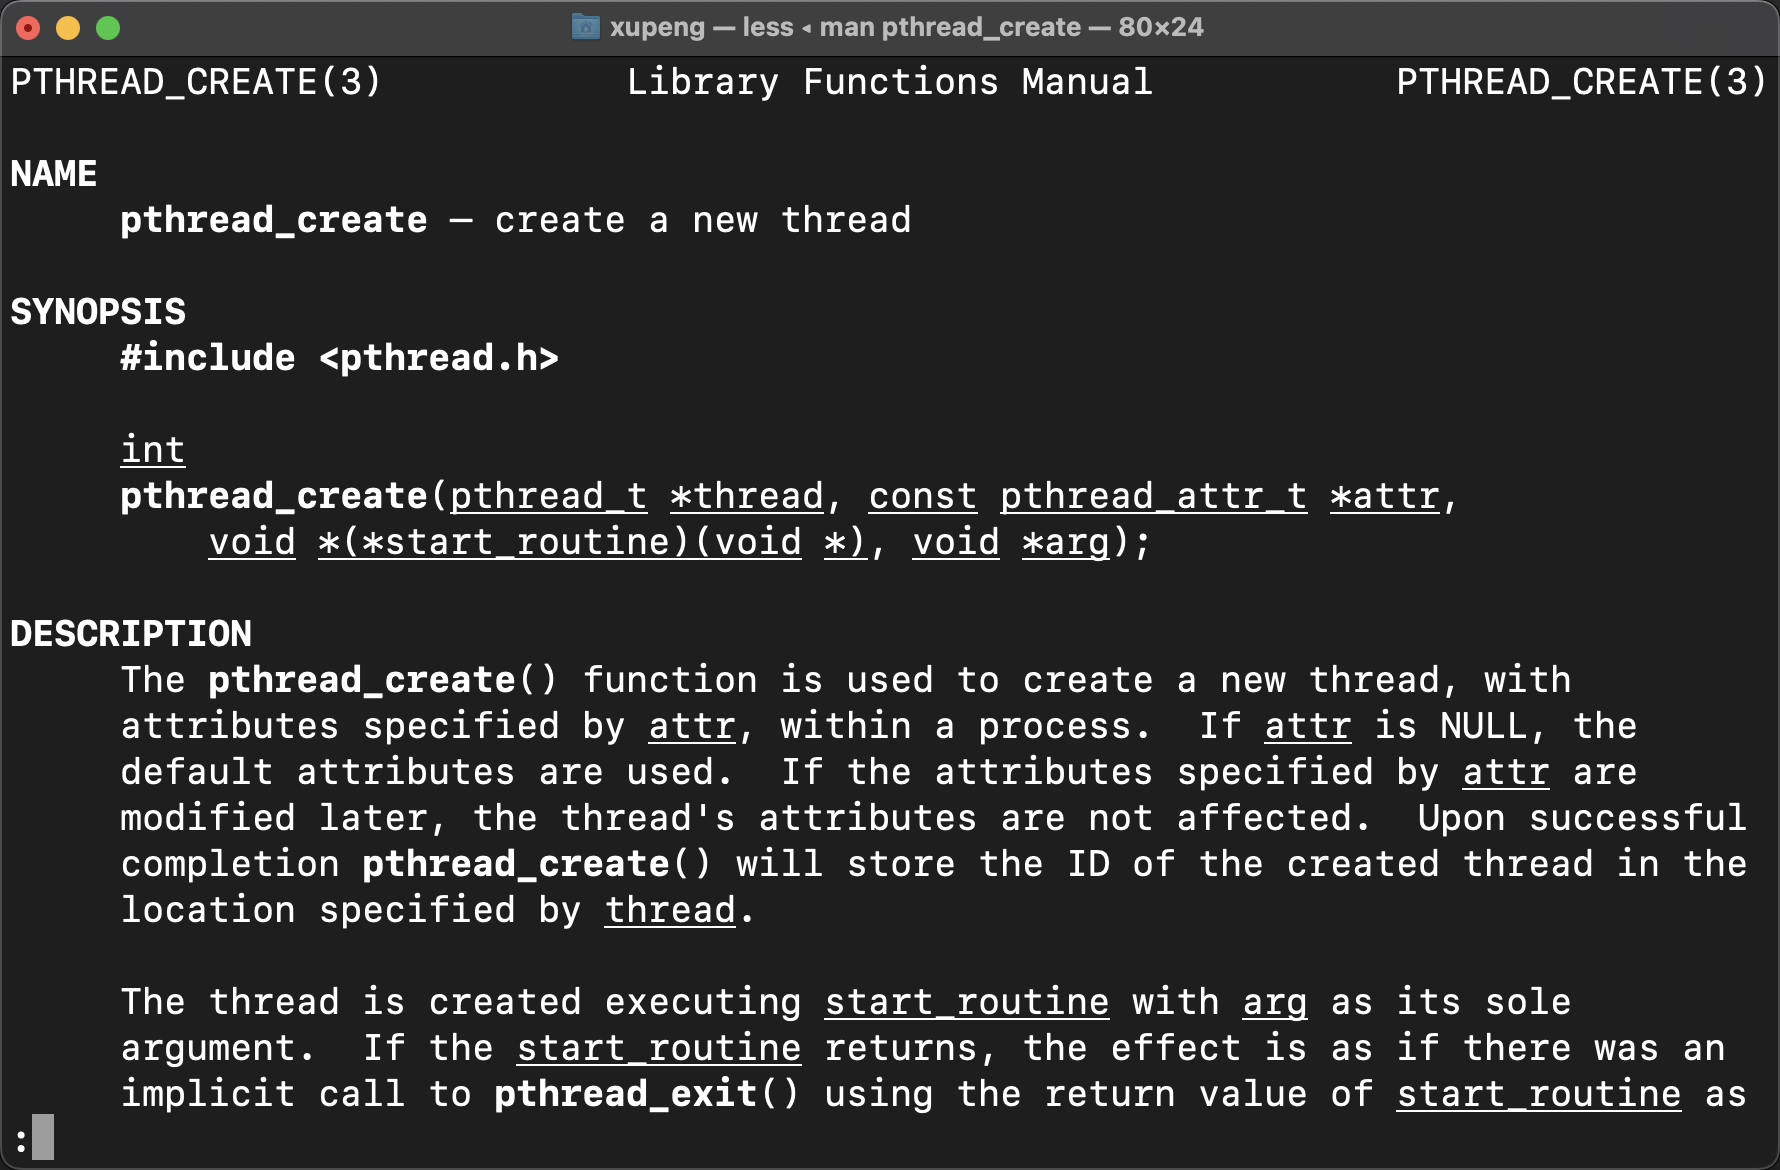 xupeng — less ◂ man pthread_create — 80×24
PTHREAD_CREATE(3) Library Functions Manual PTHREAD_CREATE(3)
NAME
pthread_create – create a new thread
SYNOPSIS
#include <pthread.h>
int
pthread_create(pthread_t *thread, const pthread_attr_t *attr,
void *(*start_routine)(void *), void *arg);
DESCRIPTION
The pthread_create() function is used to create a new thread, with
attributes specified by attr, within a process.  If attr is NULL, the
default attributes are used.  If the attributes specified by attr are
modified later, the thread's attributes are not affected.  Upon successful
completion pthread_create() will store the ID of the created thread in the
location specified by thread.
The thread is created executing start_routine with arg as its sole
argument.  If the start_routine returns, the effect is as if there was an
implicit call to pthread_exit() using the return value of start_routine as
: